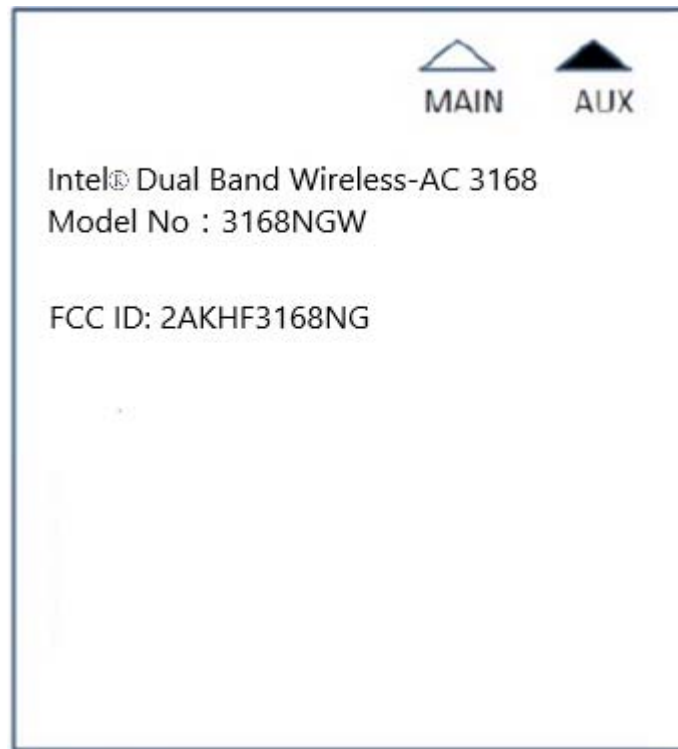 MAIN AUX
Intel® Dual Band Wireless-AC 3168
Model No : 3168NGW
FCC ID: 2AKHF3168NG